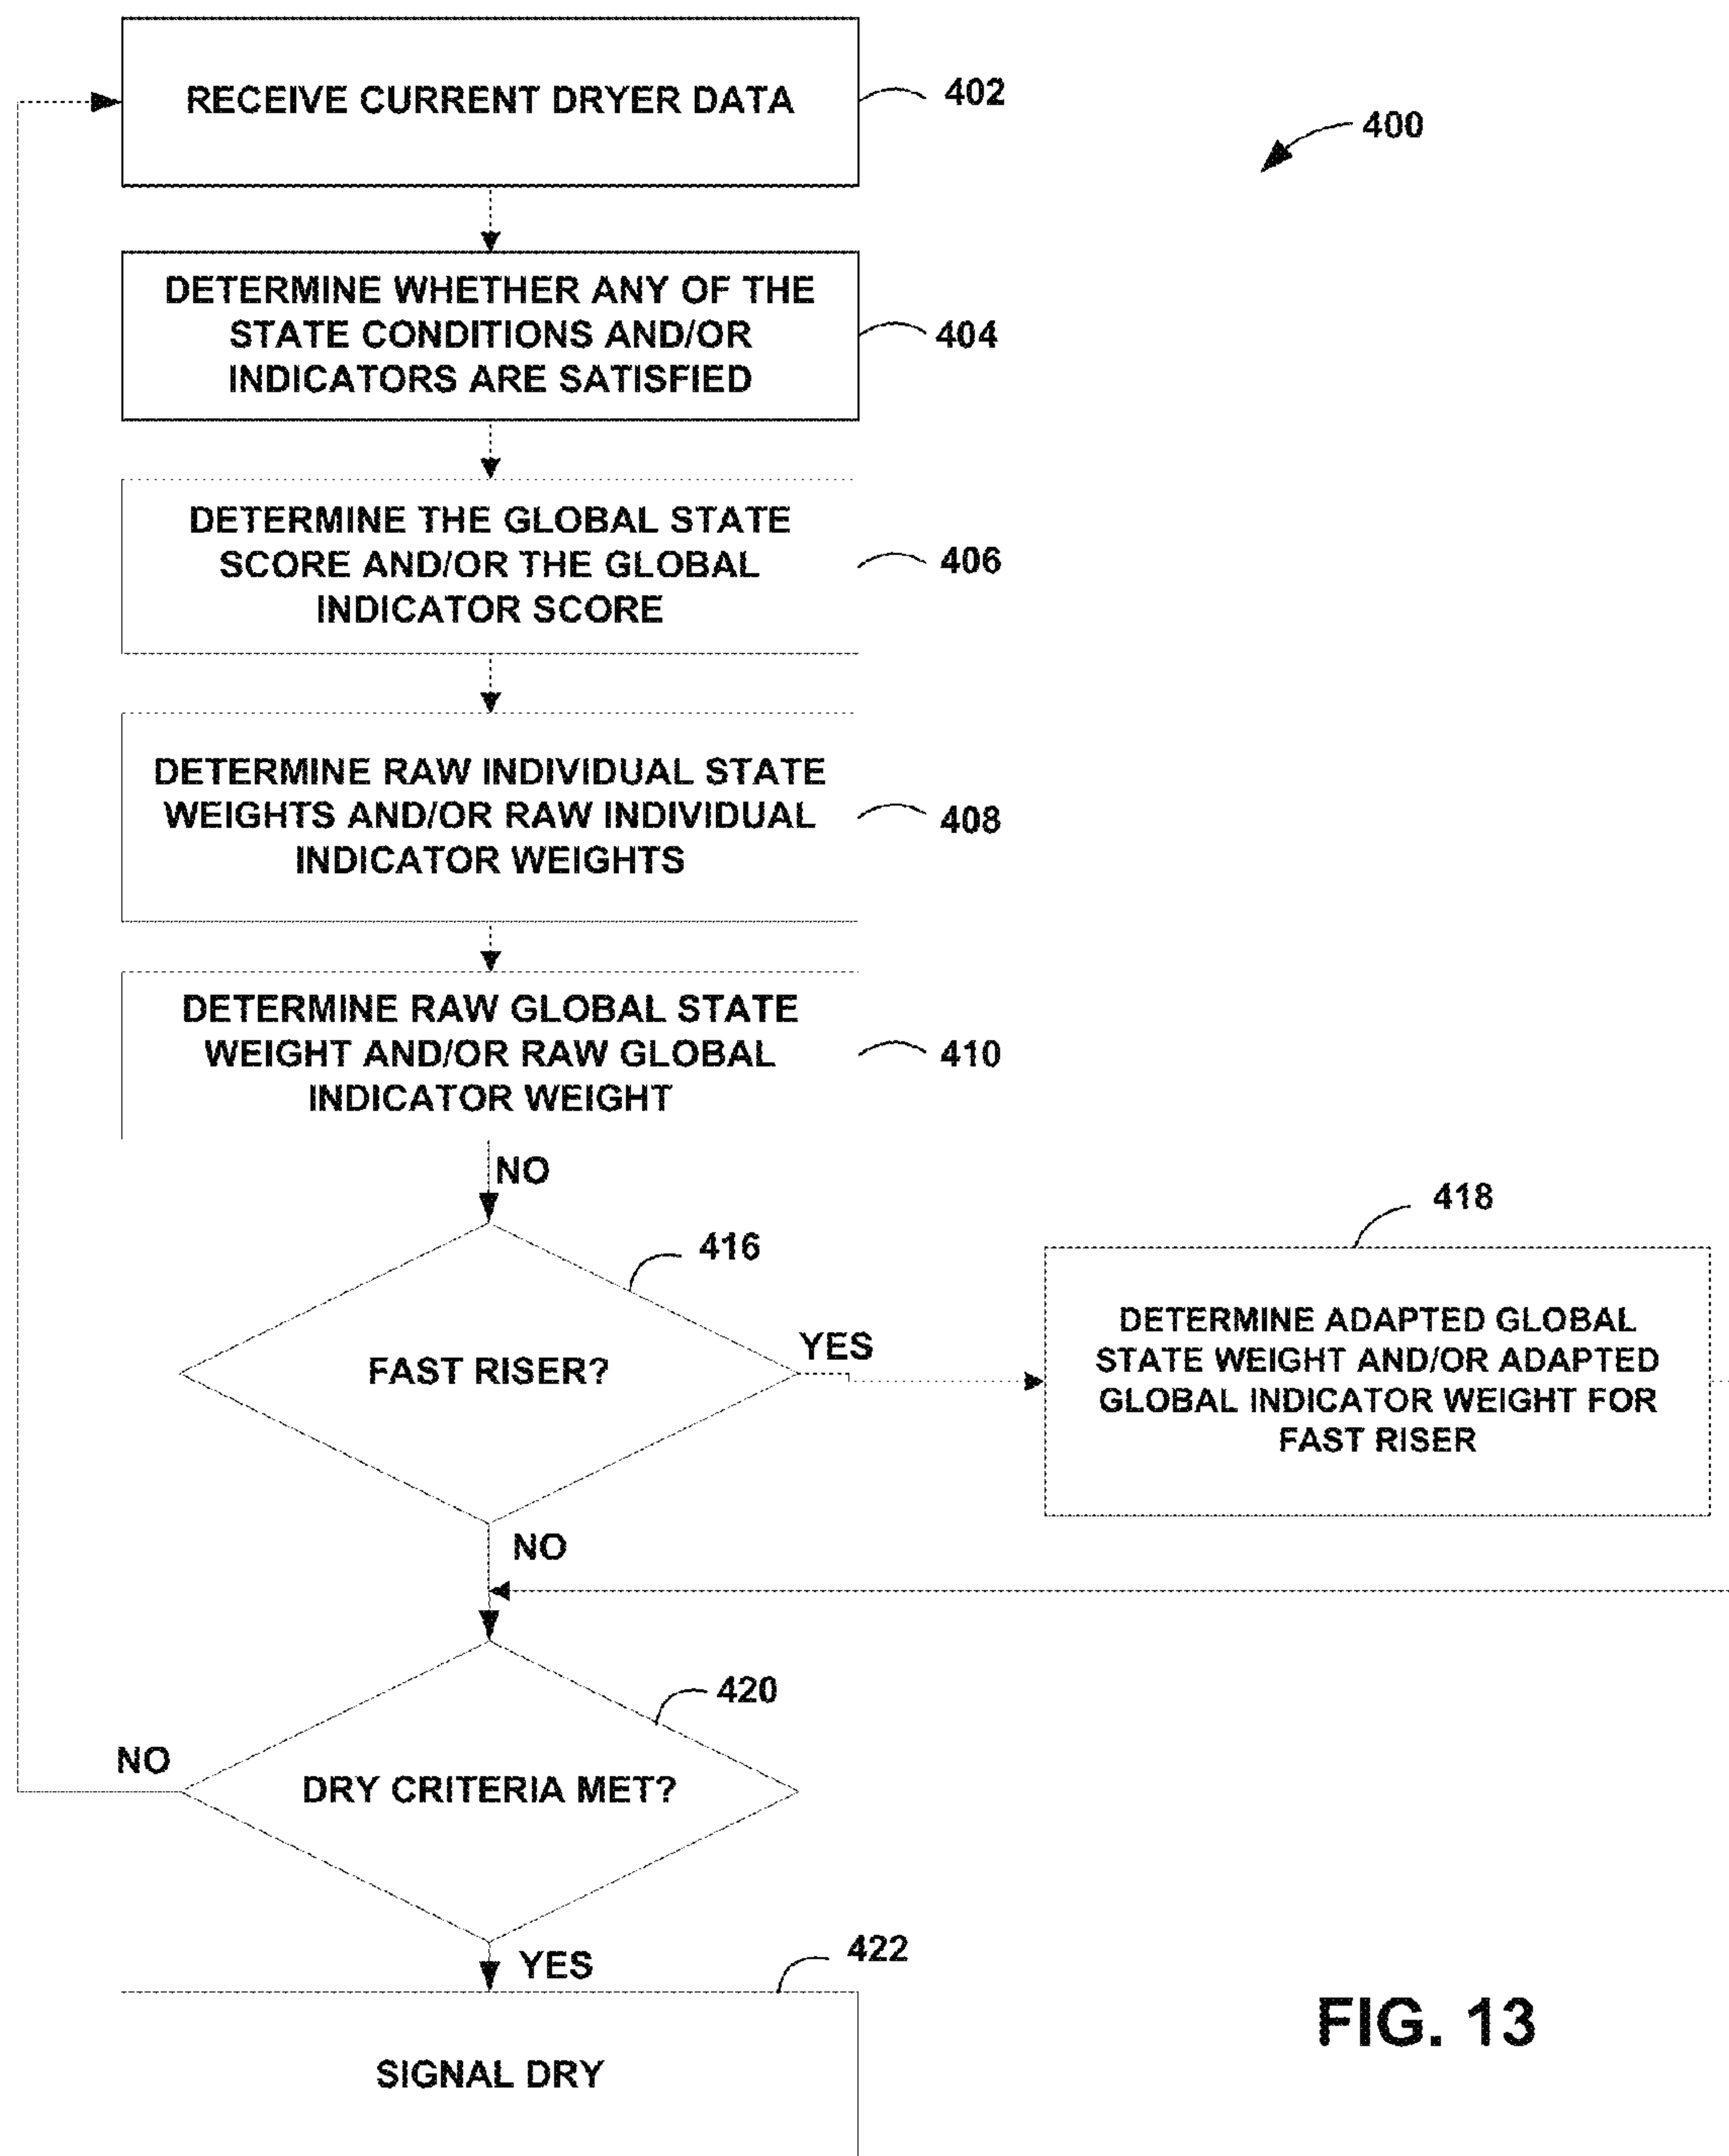 RECEIVE CURRENT DRYER DATA
402
400
DETERMINE WHETHER ANY OF THE
STATE CONDITIONS AND/OR
INDICATORS ARE SATISFIED
404
DETERMINE THE GLOBAL STATE
SCORE AND/OR THE GLOBAL
INDICATOR SCORE
406
DETERMINE RAW INDIVIDUAL STATE
WEIGHTS AND/OR RAW INDIVIDUAL
INDICATOR WEIGHTS
408
DETERMINE RAW GLOBAL STATE
WEIGHT AND/OR RAW GLOBAL
INDICATOR WEIGHT
410
NO
FAST RISER?
416
YES
418
DETERMINE ADAPTED GLOBAL
STATE WEIGHT AND/OR ADAPTED
GLOBAL INDICATOR WEIGHT FOR
FAST RISER
NO
DRY CRITERIA MET?
420
NO
YES
422
SIGNAL DRY
FIG. 13